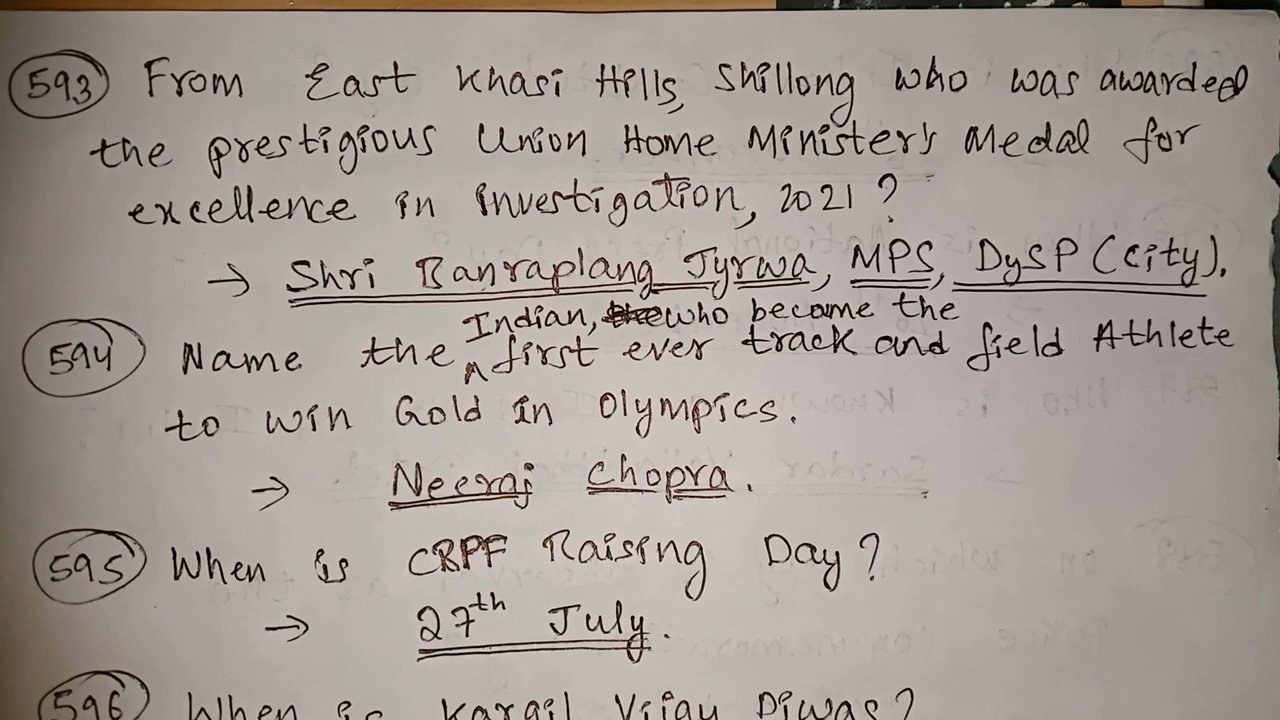 593 From East Khasi Hills, Shillong who was awarded
the prestigious Union Home Minister's Medal for
excellence in investigation, 2021?
→ Shri Banraplang Jyrwa, MPS, DySP (City).
Indian, who became the
594 Name the ^ first ever track and field Athlete
to win Gold in Olympics.
→ Neeraj Chopra.
595 When is CRPF Raising Day?
→ 27th July.
596 When is Kargil Vijay Diwas?